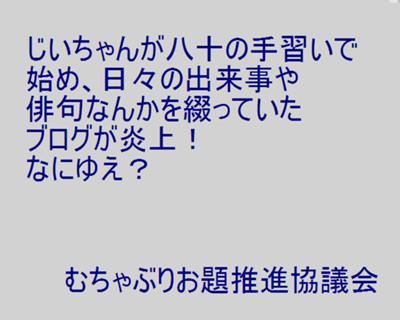 じいちゃんが八十の手習いで
始め、日々の出来事や
俳句なんかを綴っていた
ブログが炎上！
なにゆえ？
むちゃぶりお題推進協議会